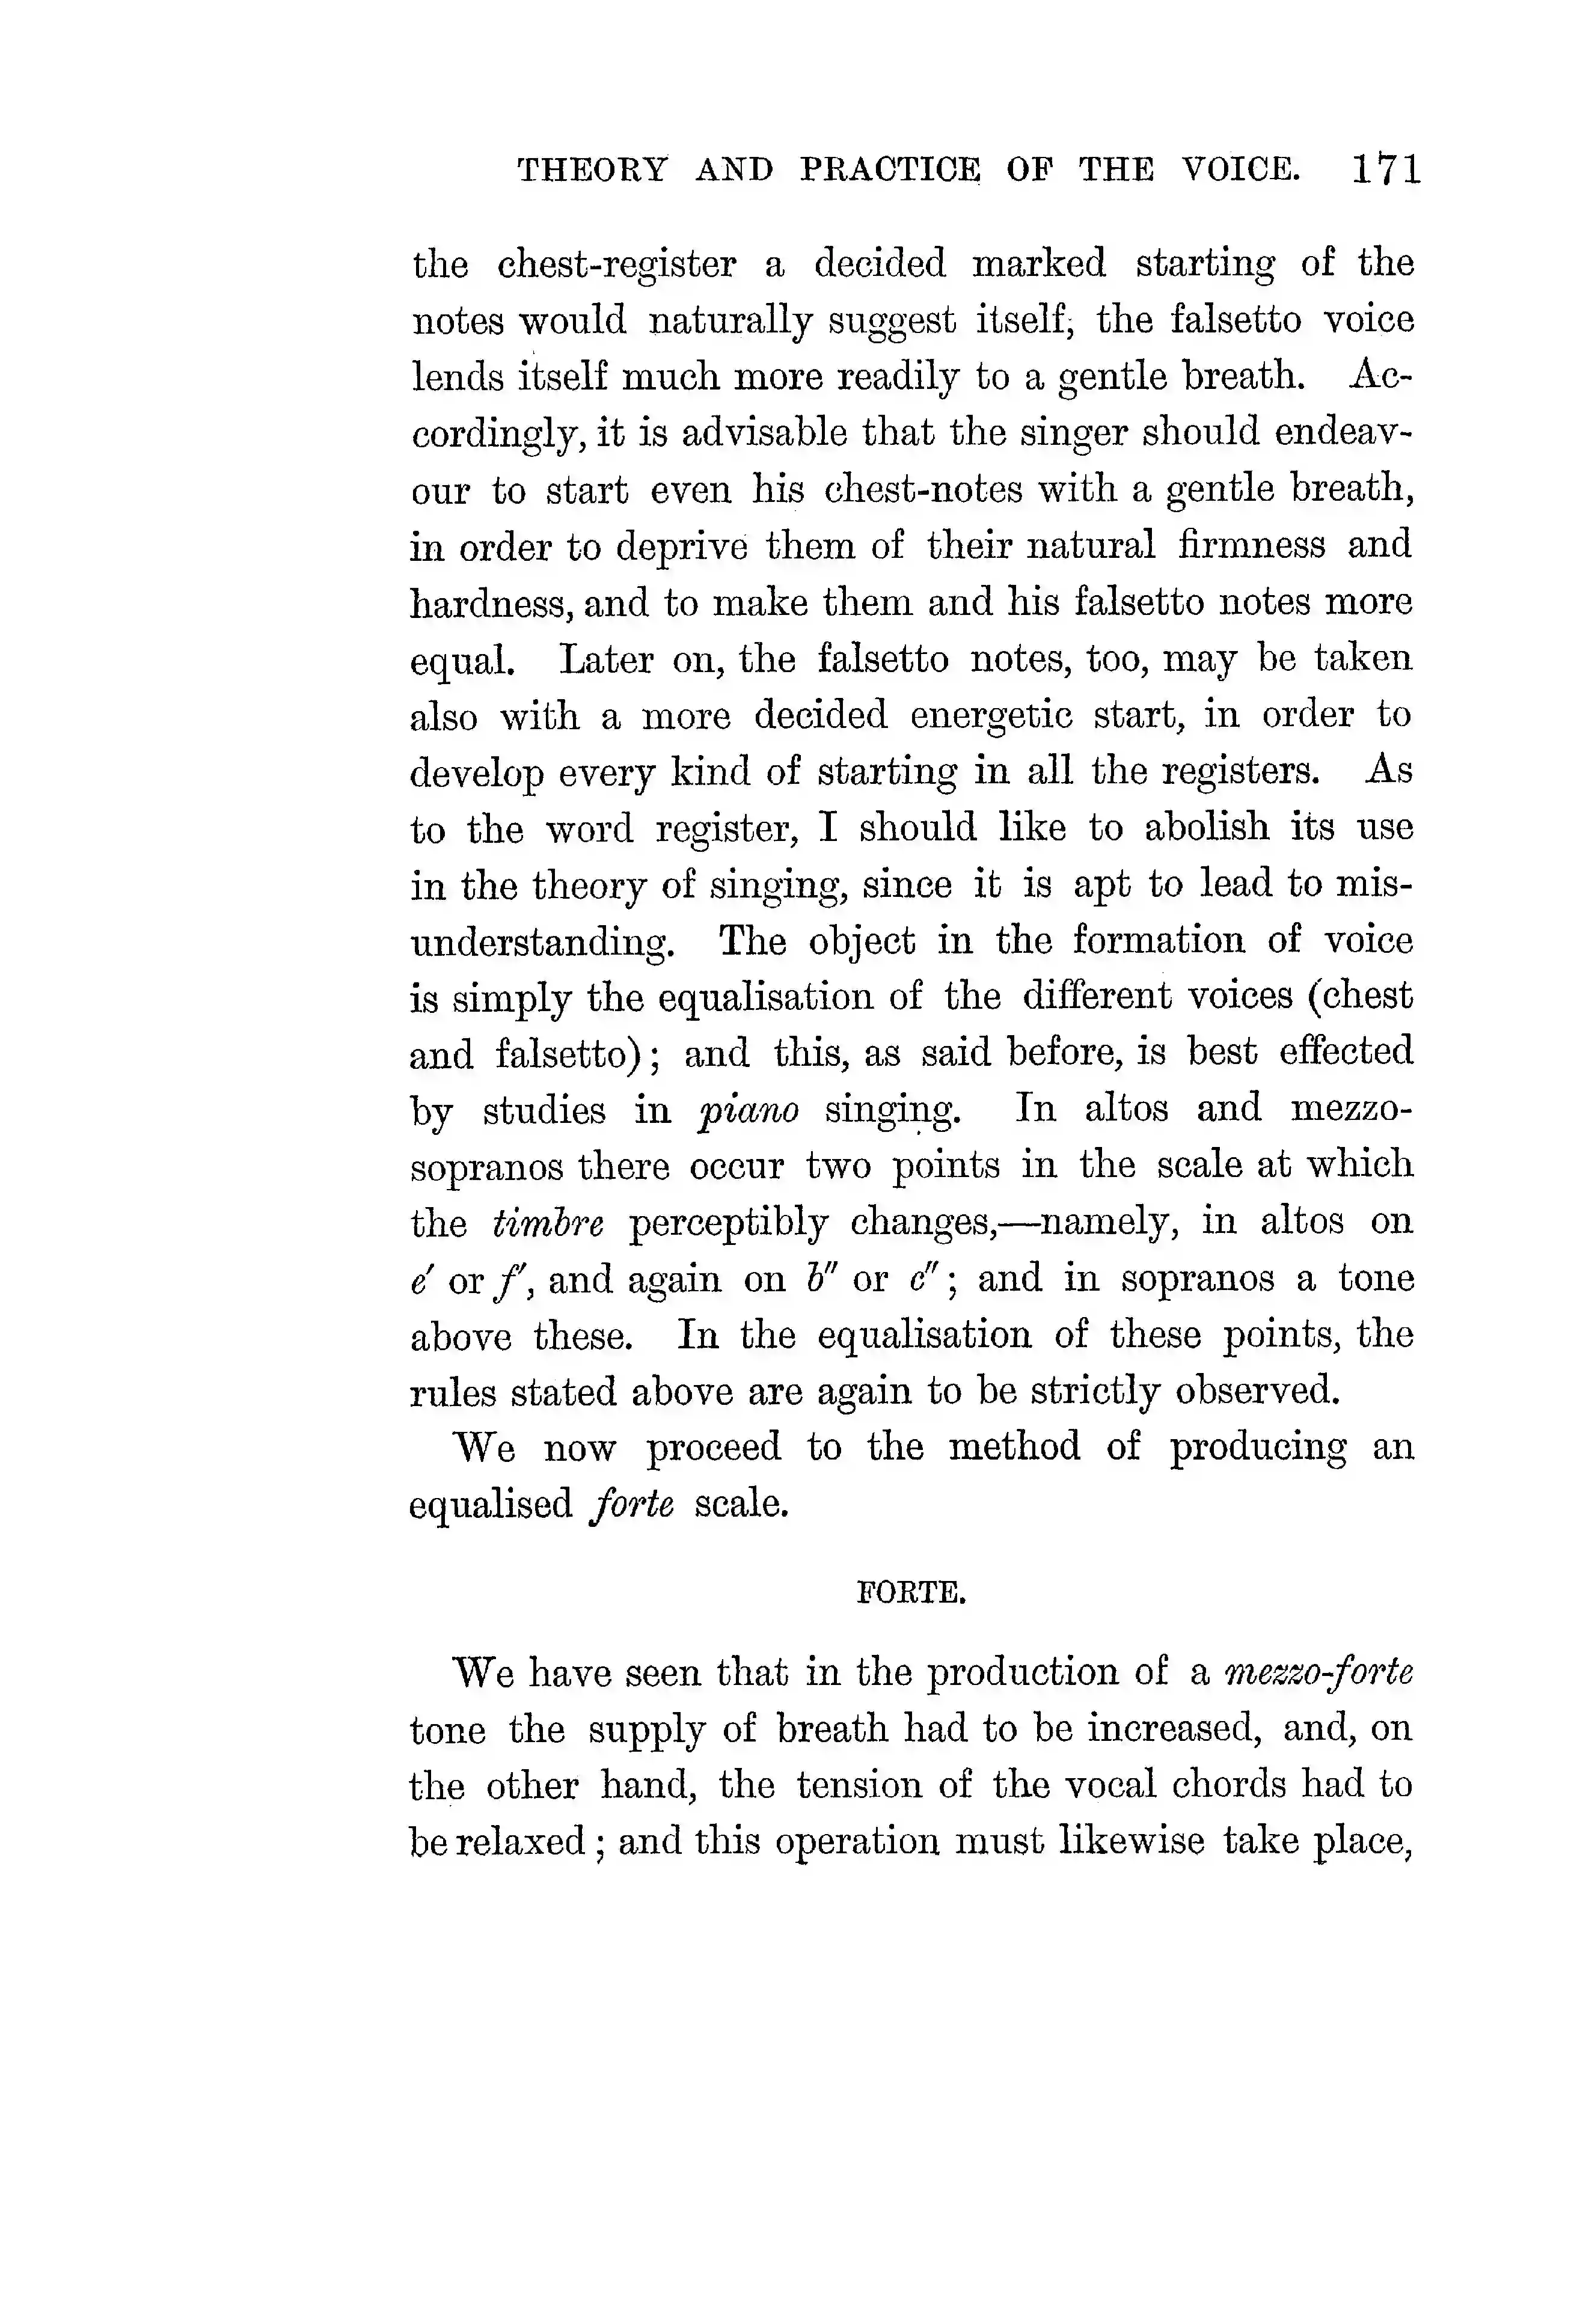 THEORY AND PRACTICE OF THE VOICE. 171
the chest-register a decided marked starting of the
notes would naturally suggest itself, the falsetto voice
lends itself much more readily to a gentle breath. Ac-
cordingly, it is advisable that the singer should endeav-
our to start even his chest-notes with a gentle breath,
in order to deprive them of their natural firmness and
hardness, and to make them and his falsetto notes more
equal. Later on, the falsetto notes, too, may be taken
also with a more decided energetic start, in order to
develop every kind of starting in all the registers. As
to the word register, I should like to abolish its use
in the theory of singing, since it is apt to lead to mis-
understanding. The object in the formation of voice
is simply the equalisation of the different voices (chest
and falsetto); and this, as said before, is best effected
by studies in piano singing. In altos and mezzo-
sopranos there occur two points in the scale at which
the timbre perceptibly changes,—namely, in altos on
e′ or f′, and again on b″ or c″; and in sopranos a tone
above these. In the equalisation of these points, the
rules stated above are again to be strictly observed.
We now proceed to the method of producing an
equalised forte scale.
FORTE.
We have seen that in the production of a mezzo-forte
tone the supply of breath had to be increased, and, on
the other hand, the tension of the vocal chords had to
be relaxed; and this operation must likewise take place,